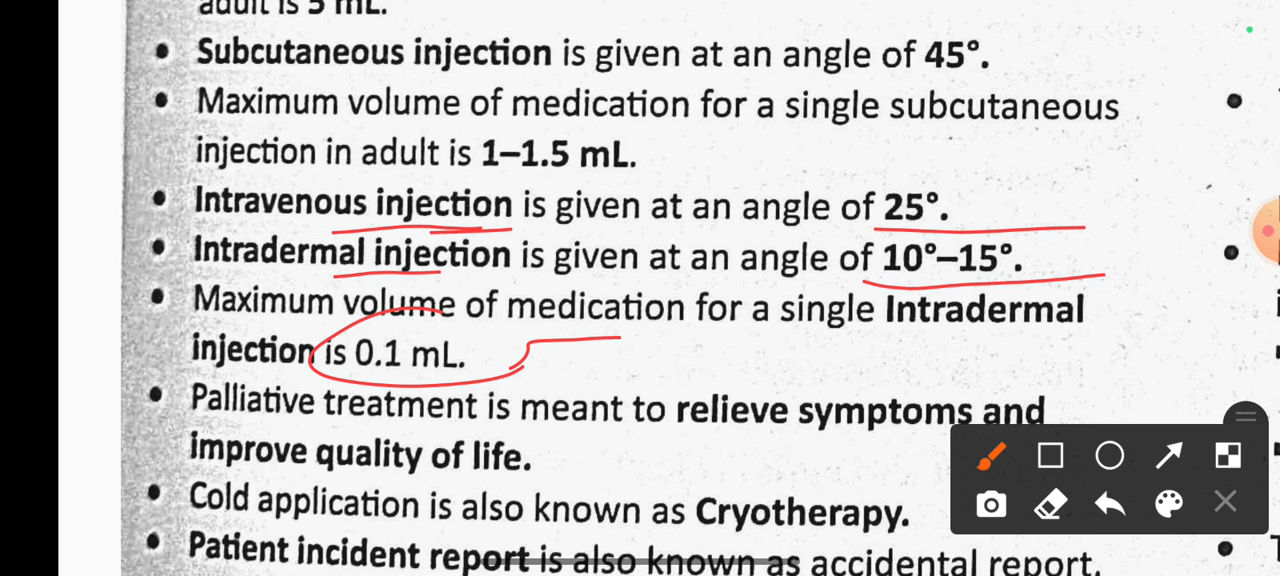 adult is 5 mL.
• Subcutaneous injection is given at an angle of 45°.
• Maximum volume of medication for a single subcutaneous
injection in adult is 1–1.5 mL.
• Intravenous injection is given at an angle of 25°.
• Intradermal injection is given at an angle of 10°–15°.
• Maximum volume of medication for a single Intradermal
injection is 0.1 mL.
• Palliative treatment is meant to relieve symptoms and
improve quality of life.
• Cold application is also known as Cryotherapy.
• Patient incident report is also known as accidental report.